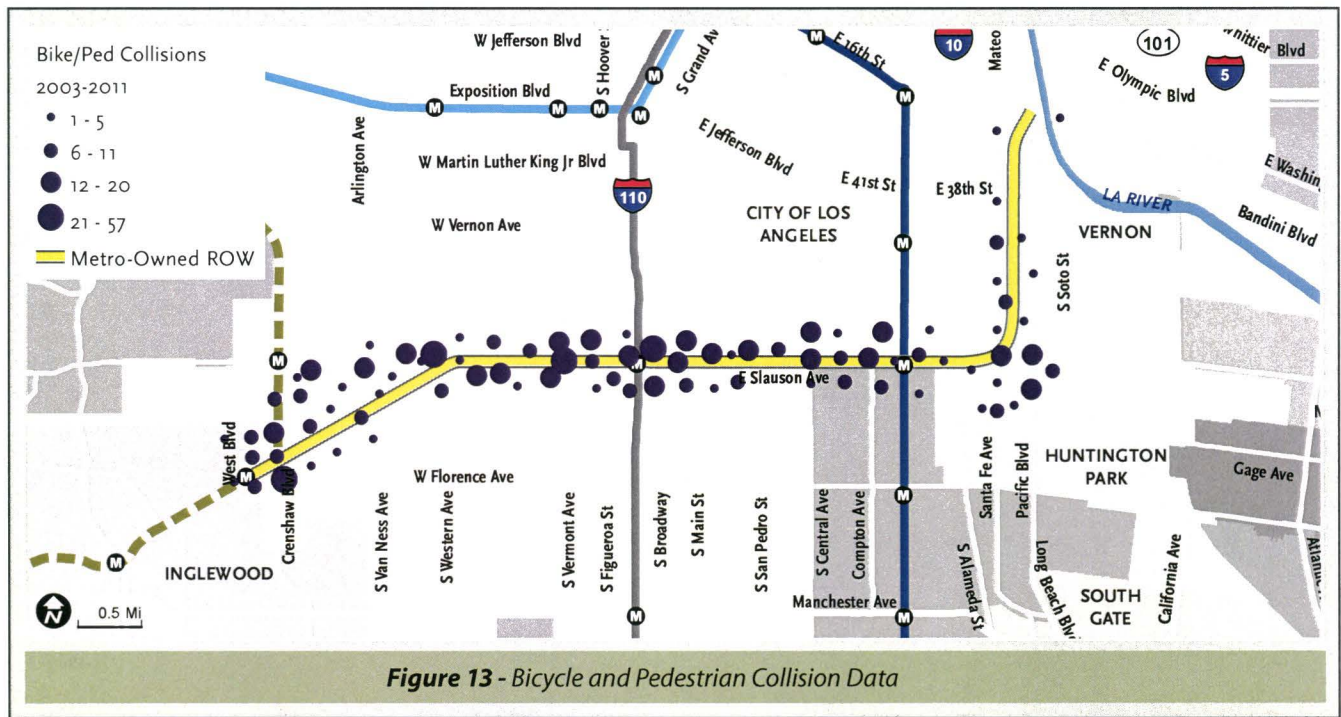 Bike/Ped Collisions
2003-2011
1 - 5
6 - 11
12 - 20
21 - 57
Metro-Owned ROW
W Jefferson Blvd
S Hoover
S Grand Av
E 16th St
10
Mateo
101
Whittier Blvd
5
E Olympic Blvd
Exposition Blvd
M
M
M
M
M
M
M
Arlington Ave
W Martin Luther King Jr Blvd
E Jefferson Blvd
E 41st St
E 38th St
E Washing
110
LA RIVER
Bandini Blvd
W Vernon Ave
CITY OF LOS
ANGELES
VERNON
M
S Soto St
M
M
M
E Slauson Ave
West Blvd
M
Crenshaw Blvd
W Florence Ave
S Van Ness Ave
S Western Ave
S Vermont Ave
S Figueroa St
S Broadway
S Main St
S San Pedro St
S Central Ave
Compton Ave
M
Santa Fe Ave
Pacific Blvd
HUNTINGTON
PARK
Gage Ave
M
INGLEWOOD
S Alameda St
Long Beach Blv
California Ave
SOUTH
GATE
Manchester Ave
M
M
N
0.5 Mi
Figure 13 - Bicycle and Pedestrian Collision Data